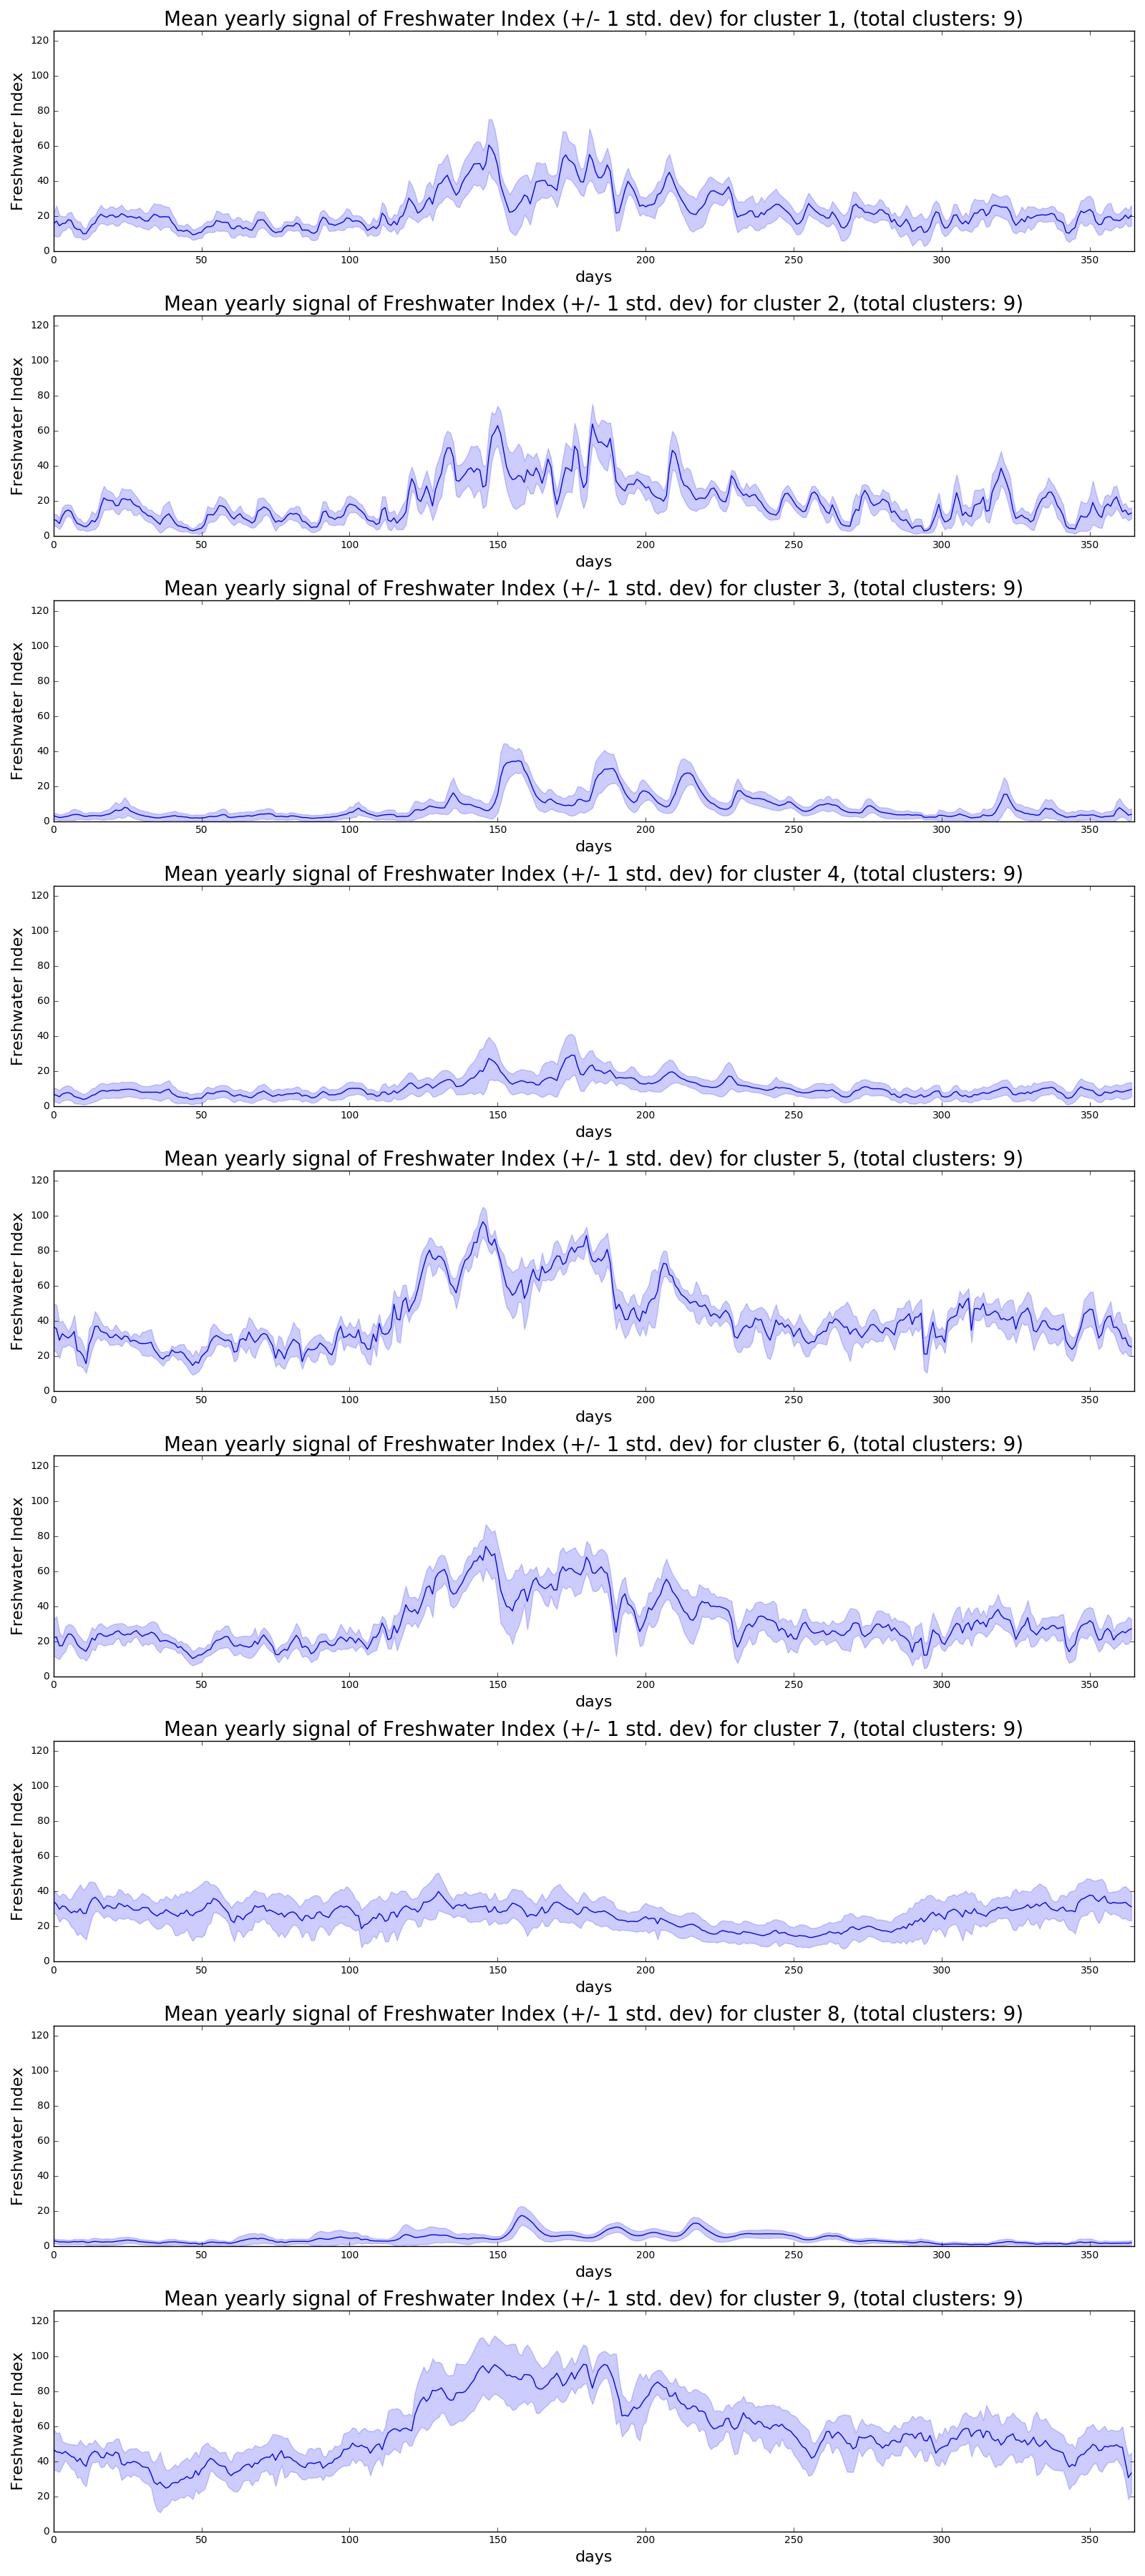 Mean yearly signal of Freshwater Index (+/- 1 std. dev) for cluster 1, (total clusters: 9)
120
100
80
60
40
20
0
Freshwater Index
0 50 100 150 200 250 300 350
days
Mean yearly signal of Freshwater Index (+/- 1 std. dev) for cluster 2, (total clusters: 9)
120
100
80
60
40
20
0
Freshwater Index
0 50 100 150 200 250 300 350
days
Mean yearly signal of Freshwater Index (+/- 1 std. dev) for cluster 3, (total clusters: 9)
120
100
80
60
40
20
0
Freshwater Index
0 50 100 150 200 250 300 350
days
Mean yearly signal of Freshwater Index (+/- 1 std. dev) for cluster 4, (total clusters: 9)
120
100
80
60
40
20
0
Freshwater Index
0 50 100 150 200 250 300 350
days
Mean yearly signal of Freshwater Index (+/- 1 std. dev) for cluster 5, (total clusters: 9)
120
100
80
60
40
20
0
Freshwater Index
0 50 100 150 200 250 300 350
days
Mean yearly signal of Freshwater Index (+/- 1 std. dev) for cluster 6, (total clusters: 9)
120
100
80
60
40
20
0
Freshwater Index
0 50 100 150 200 250 300 350
days
Mean yearly signal of Freshwater Index (+/- 1 std. dev) for cluster 7, (total clusters: 9)
120
100
80
60
40
20
0
Freshwater Index
0 50 100 150 200 250 300 350
days
Mean yearly signal of Freshwater Index (+/- 1 std. dev) for cluster 8, (total clusters: 9)
120
100
80
60
40
20
0
Freshwater Index
0 50 100 150 200 250 300 350
days
Mean yearly signal of Freshwater Index (+/- 1 std. dev) for cluster 9, (total clusters: 9)
120
100
80
60
40
20
0
Freshwater Index
0 50 100 150 200 250 300 350
days